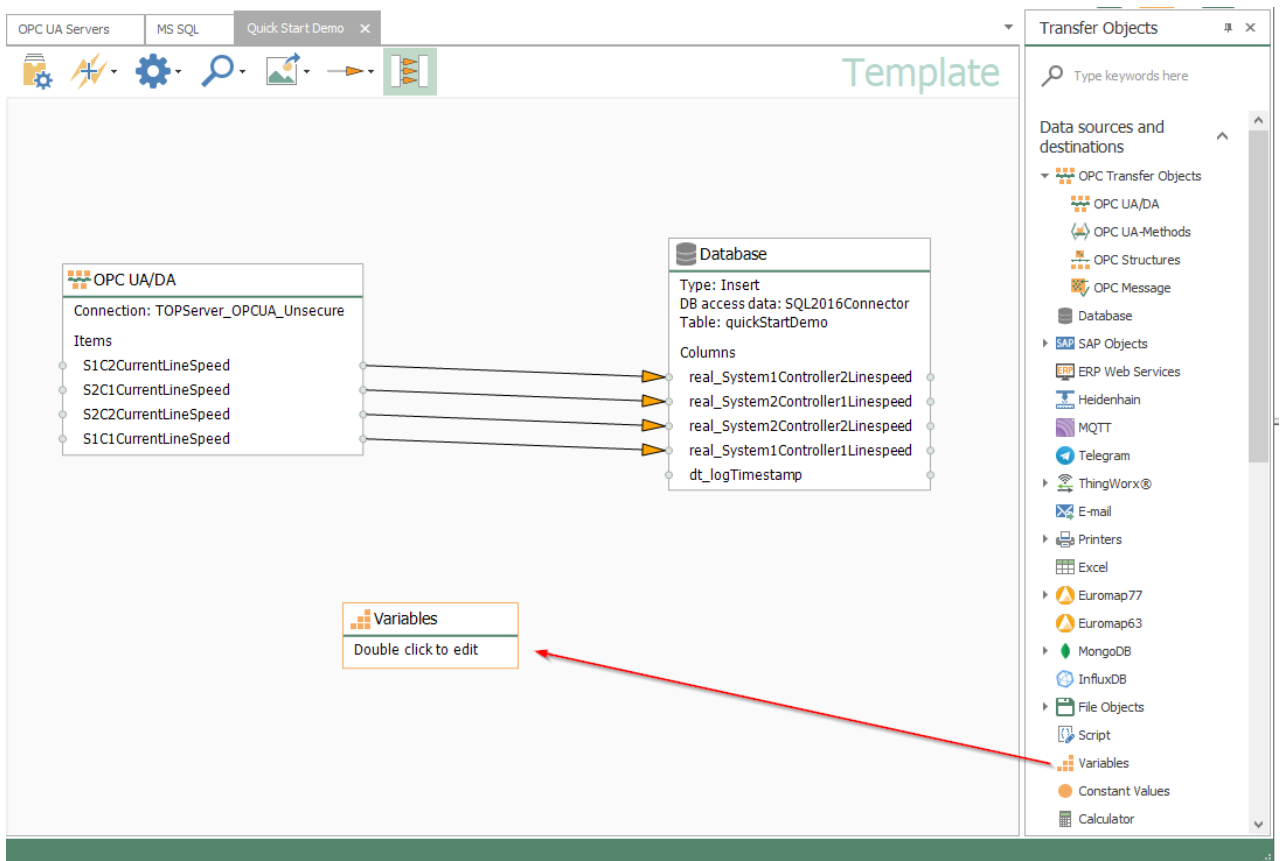 OPC UA Servers
MS SQL
Quick Start Demo
Template
OPC UA/DA
Connection: TOPServer_OPCUA_Unsecure
Items
S1C2CurrentLineSpeed
S2C1CurrentLineSpeed
S2C2CurrentLineSpeed
S1C1CurrentLineSpeed
Database
Type: Insert
DB access data: SQL2016Connector
Table: quickStartDemo
Columns
real_System1Controller2Linespeed
real_System2Controller1Linespeed
real_System2Controller2Linespeed
real_System1Controller1Linespeed
dt_logTimestamp
Variables
Double click to edit
Transfer Objects
Type keywords here
Data sources and
destinations
OPC Transfer Objects
OPC UA/DA
OPC UA-Methods
OPC Structures
OPC Message
Database
SAP SAP Objects
ERP ERP Web Services
Heidenhain
MQTT
Telegram
ThingWorx®
E-mail
Printers
Excel
Euromap77
Euromap63
MongoDB
InfluxDB
File Objects
Script
Variables
Constant Values
Calculator